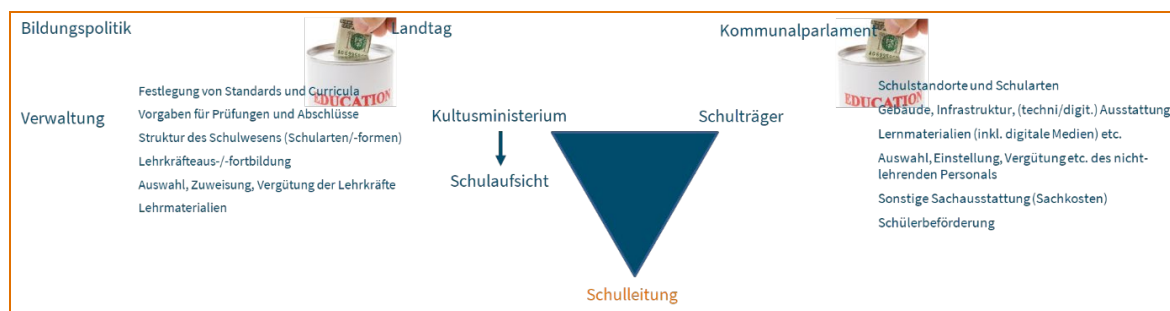 Bildungspolitik
Landtag
Kommunalparlament
EDUCATION
EDUCATION
Verwaltung
Festlegung von Standards und Curricula
Vorgaben für Prüfungen und Abschlüsse
Struktur des Schulwesens (Schularten/-formen)
Lehrkräfteaus-/-fortbildung
Auswahl, Zuweisung, Vergütung der Lehrkräfte
Lehrmaterialien
Kultusministerium
Schulaufsicht
Schulträger
Schulstandorte und Schularten
Gebäude, Infrastruktur, (techni/digit.) Ausstattung
Lernmaterialien (inkl. digitale Medien) etc.
Auswahl, Einstellung, Vergütung etc. des nicht-
lehrenden Personals
Sonstige Sachausstattung (Sachkosten)
Schülerbeförderung
Schulleitung